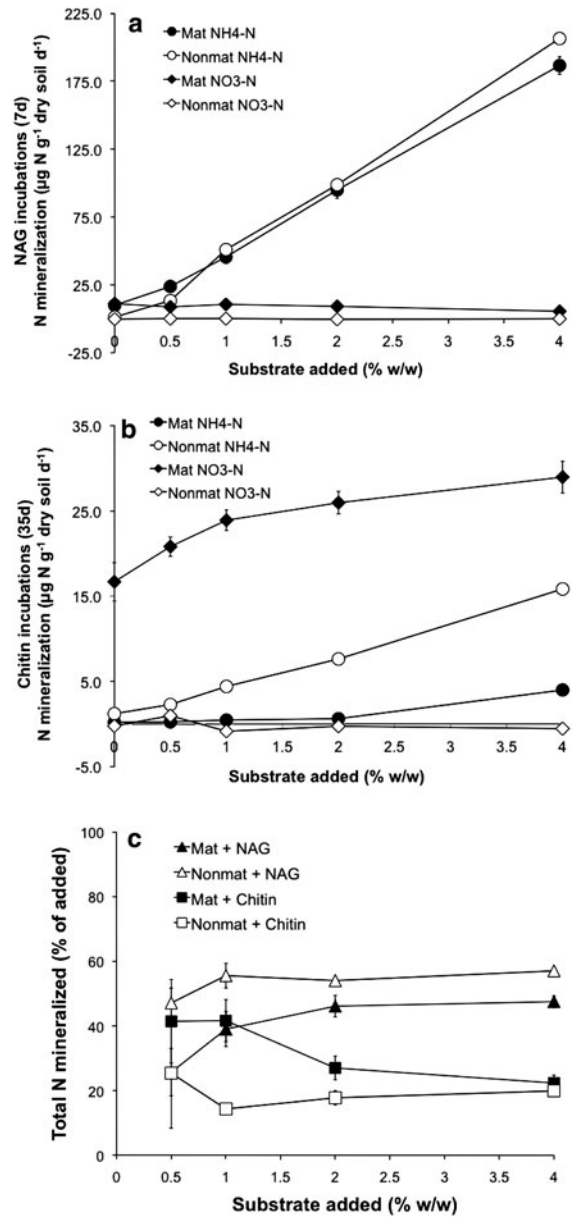 a
225.0
175.0
125.0
75.0
25.0
-25.0
NAG incubations (7d)
N mineralization (µg N g⁻¹ dry soil d⁻¹)
Mat NH4-N
Nonmat NH4-N
Mat NO3-N
Nonmat NO3-N
0 0.5 1 1.5 2 2.5 3 3.5 4
Substrate added (% w/w)
b
35.0
25.0
15.0
5.0
-5.0
Chitin incubations (35d)
N mineralization (µg N g⁻¹ dry soil d⁻¹)
Mat NH4-N
Nonmat NH4-N
Mat NO3-N
Nonmat NO3-N
0 0.5 1 1.5 2 2.5 3 3.5 4
Substrate added (% w/w)
c
100
80
60
40
20
0
Total N mineralized (% of added)
Mat + NAG
Nonmat + NAG
Mat + Chitin
Nonmat + Chitin
0 0.5 1 1.5 2 2.5 3 3.5 4
Substrate added (% w/w)